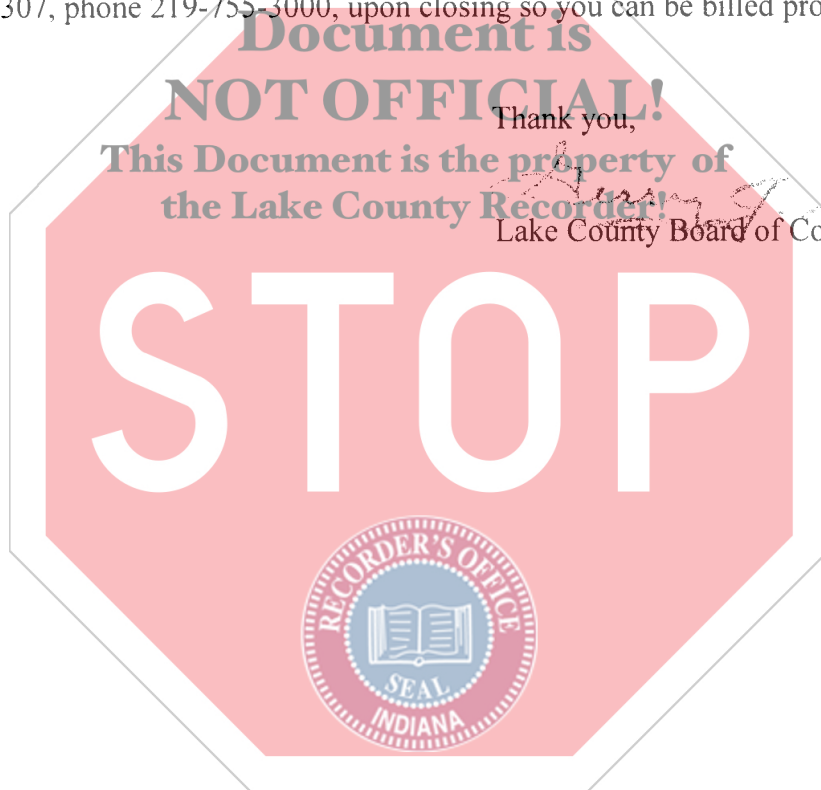 307, phone 219-755-3000, upon closing so you can be billed pro
Document is
NOT OFFICIAL!
Thank you,
This Document is the property of
the Lake County Recorder!
Lake County Board of Co
STOP
RECORDER'S OFFICE
SEAL
INDIANA